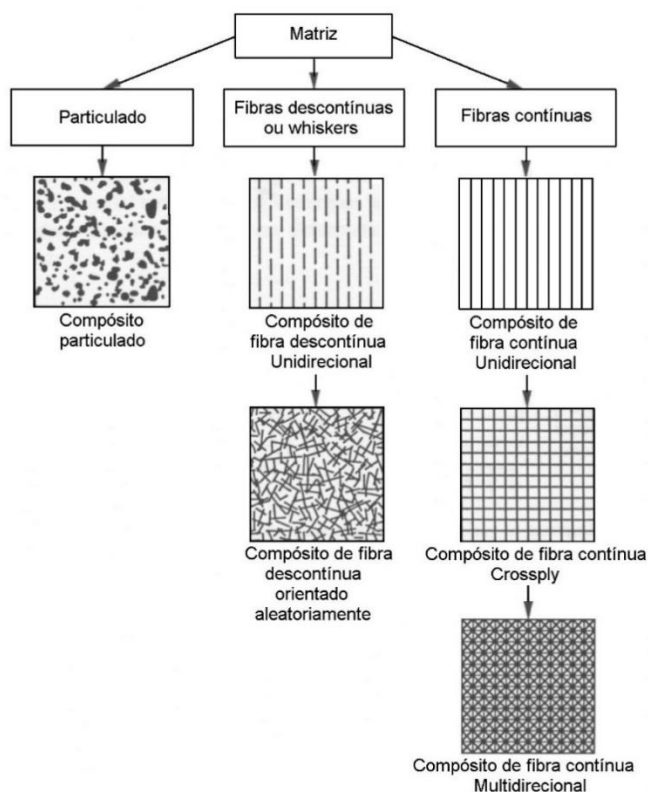 Matriz
Particulado
Fibras descontínuas
ou whiskers
Fibras contínuas
Compósito
particulado
Compósito de
fibra descontínua
Unidirecional
Compósito de
fibra contínua
Unidirecional
Compósito de fibra
descontínua
orientado
aleatoriamente
Compósito de fibra contínua
Crossply
Compósito de fibra contínua
Multidirecional